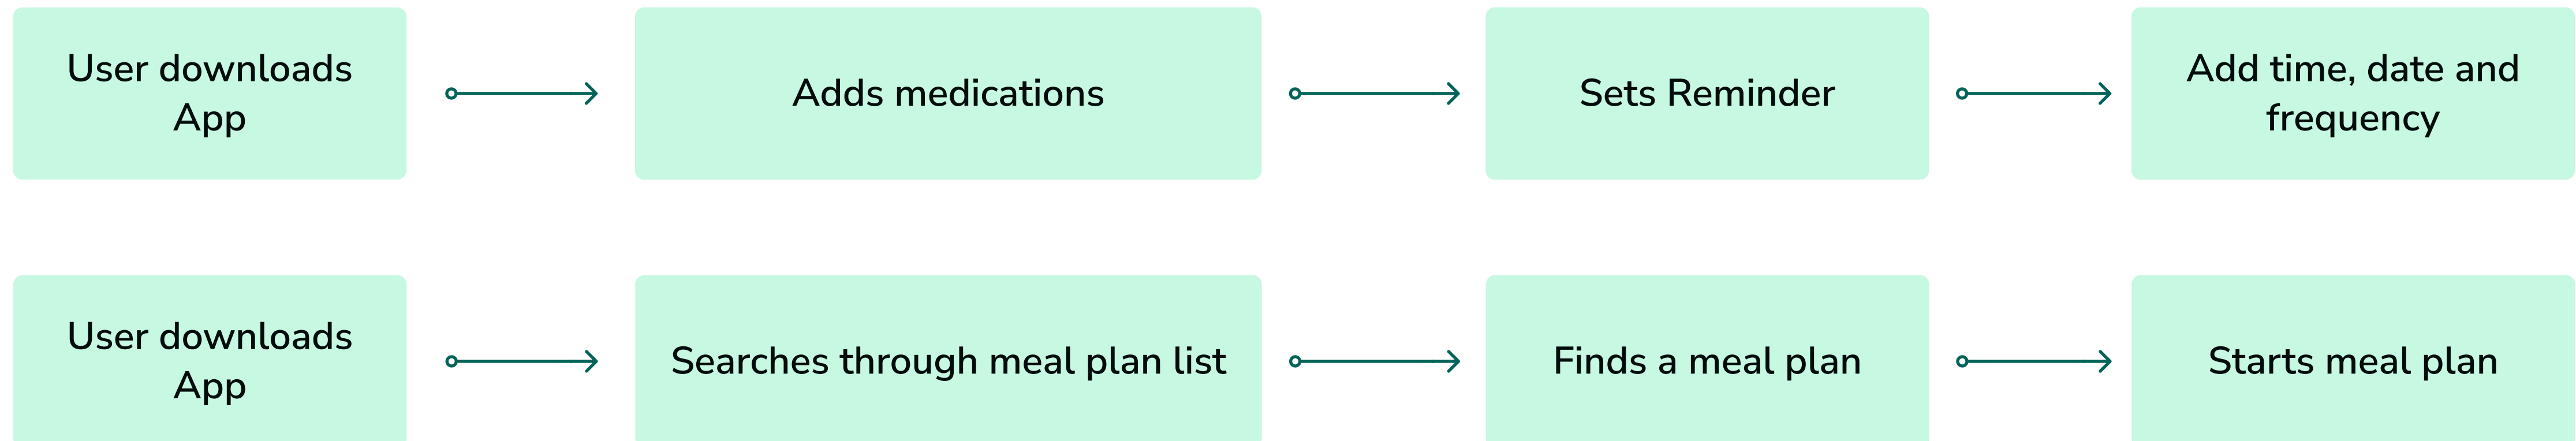 User downloads
App
Adds medications
Sets Reminder
Add time, date and
frequency
User downloads
App
Searches through meal plan list
Finds a meal plan
Starts meal plan